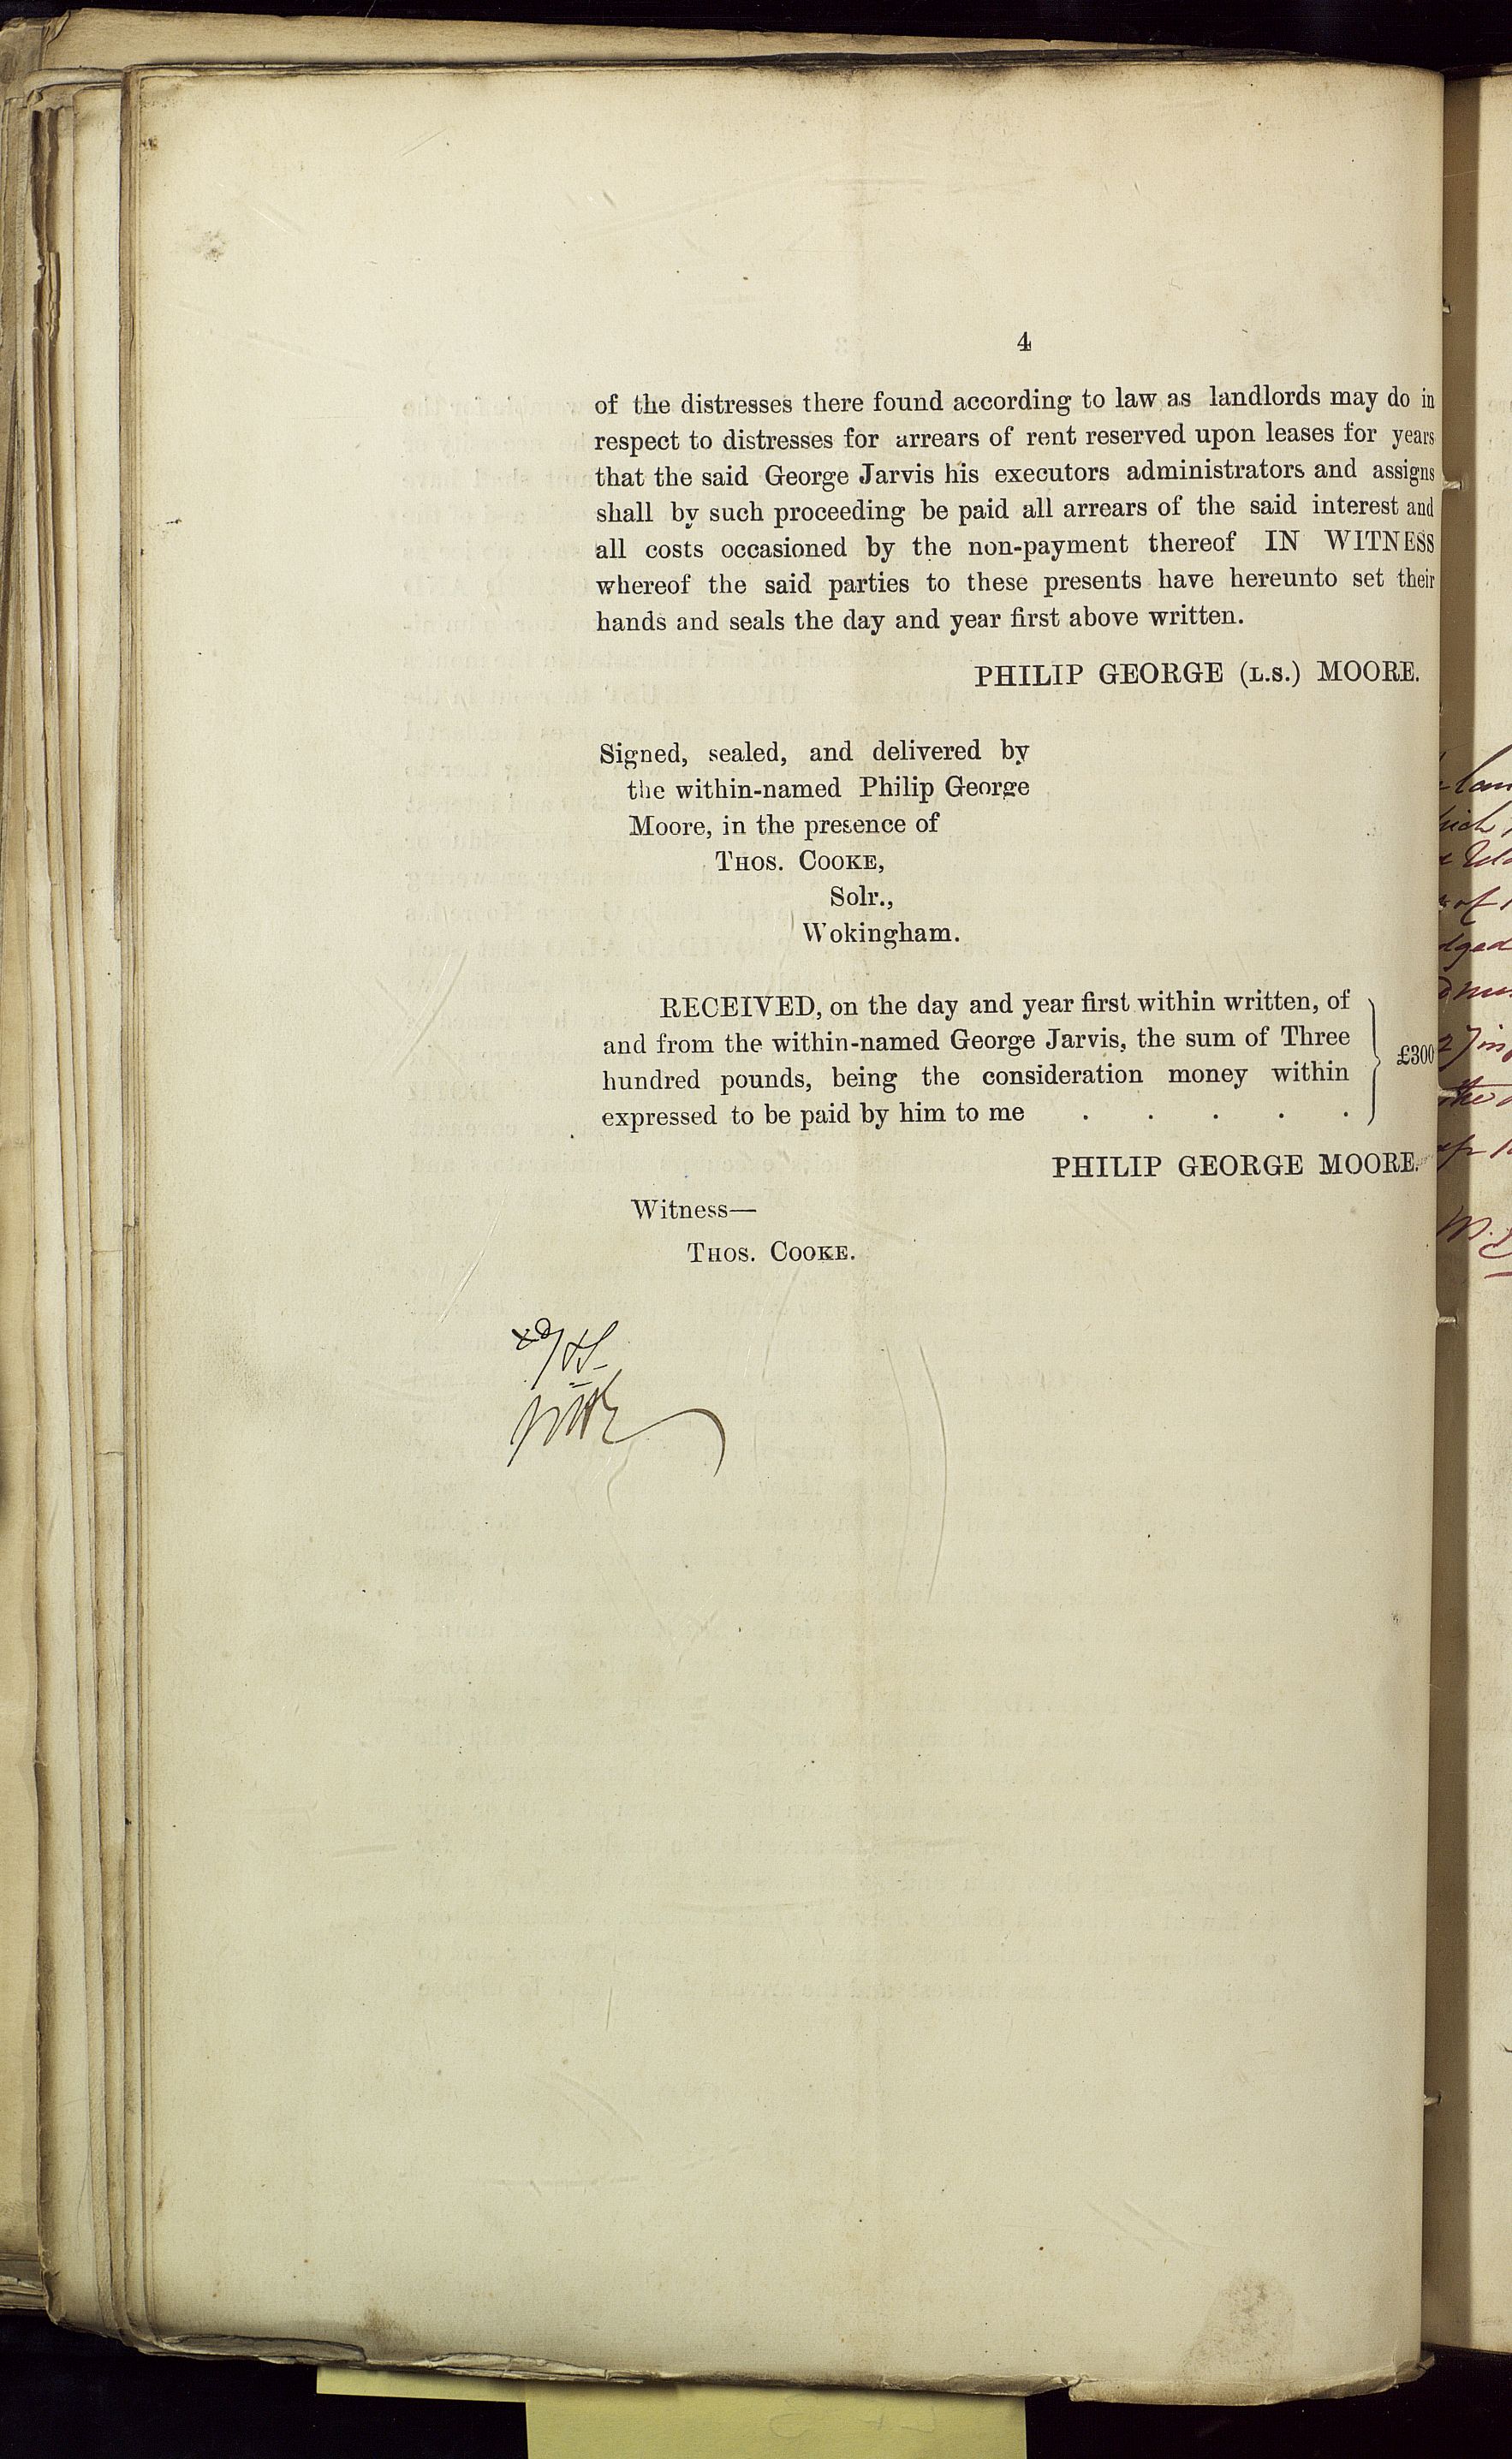 4
of the distresses there found according to law as landlords may do in
respect to distresses for arrears of rent reserved upon leases for years
that the said George Jarvis his executors administrators and assigns
shall by such proceeding be paid all arrears of the said interest and
all costs occasioned by the non-payment thereof IN WITNESS
whereof the said parties to these presents have hereunto set their
hands and seals the day and year first above written.
PHILIP GEORGE (L.S.) MOORE.
Signed, sealed, and delivered by
the within-named Philip George
Moore, in the presence of
THOS. COOKE,
Solr.,
Wokingham.
RECEIVED, on the day and year first within written, of
and from the within-named George Jarvis, the sum of Three
hundred pounds, being the consideration money within
expressed to be paid by him to me . . . . .
£300
PHILIP GEORGE MOORE.
Witness—
THOS. COOKE.